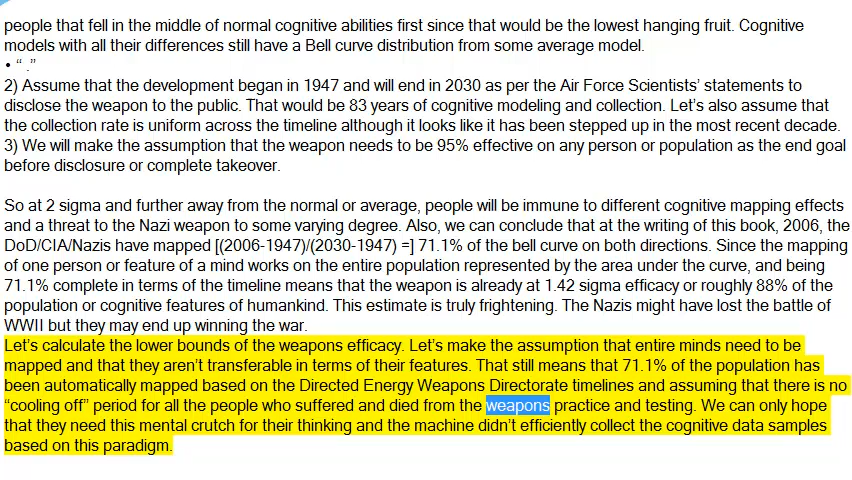 people that fell in the middle of normal cognitive abilities first since that would be the lowest hanging fruit. Cognitive
models with all their differences still have a Bell curve distribution from some average model.
• “ .”
2) Assume that the development began in 1947 and will end in 2030 as per the Air Force Scientists’ statements to
disclose the weapon to the public. That would be 83 years of cognitive modeling and collection. Let’s also assume that
the collection rate is uniform across the timeline although it looks like it has been stepped up in the most recent decade.
3) We will make the assumption that the weapon needs to be 95% effective on any person or population as the end goal
before disclosure or complete takeover.
So at 2 sigma and further away from the normal or average, people will be immune to different cognitive mapping effects
and a threat to the Nazi weapon to some varying degree. Also, we can conclude that at the writing of this book, 2006, the
DoD/CIA/Nazis have mapped [(2006-1947)/(2030-1947) =] 71.1% of the bell curve on both directions. Since the mapping
of one person or feature of a mind works on the entire population represented by the area under the curve, and being
71.1% complete in terms of the timeline means that the weapon is already at 1.42 sigma efficacy or roughly 88% of the
population or cognitive features of humankind. This estimate is truly frightening. The Nazis might have lost the battle of
WWII but they may end up winning the war.
Let’s calculate the lower bounds of the weapons efficacy. Let’s make the assumption that entire minds need to be
mapped and that they aren’t transferable in terms of their features. That still means that 71.1% of the population has
been automatically mapped based on the Directed Energy Weapons Directorate timelines and assuming that there is no
“cooling off” period for all the people who suffered and died from the weapons practice and testing. We can only hope
that they need this mental crutch for their thinking and the machine didn’t efficiently collect the cognitive data samples
based on this paradigm.